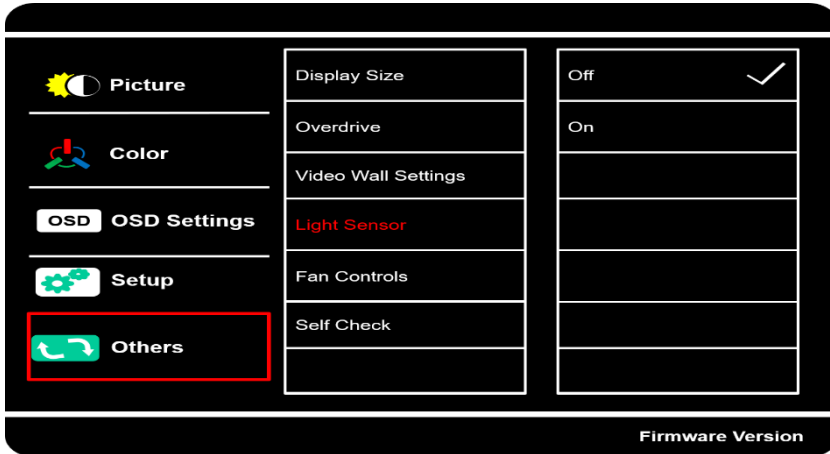 Picture
Color
OSD OSD Settings
Setup
Others
Display Size
Overdrive
Video Wall Settings
Light Sensor
Fan Controls
Self Check
Off
On
Firmware Version